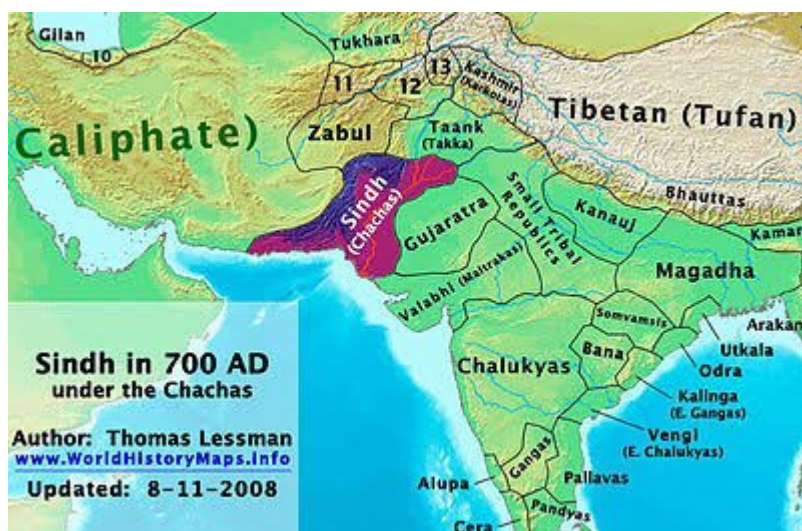 Gilan
10
Tukhara
11
12
13
Kashmir
(Karkotas)
Caliphate)
Zabul
Taank
(Takka)
Tibetan (Tufan)
Sindh
(Chachas)
Gujaratra
Small Tribal
Republics
Kanauj
Bhauttas
Kamar
Valabhi (Maitrakas)
Magadha
Arakan
Somvamsis
Utkala
Chalukyas
Bana
Odra
Kalinga
(E. Gangas)
Vengi
(E. Chalukyas)
Gangas
Alupa
Pallavas
Pandyas
Cera
Sindh in 700 AD
under the Chachas
Author: Thomas Lessman
www.WorldHistoryMaps.Info
Updated: 8-11-2008